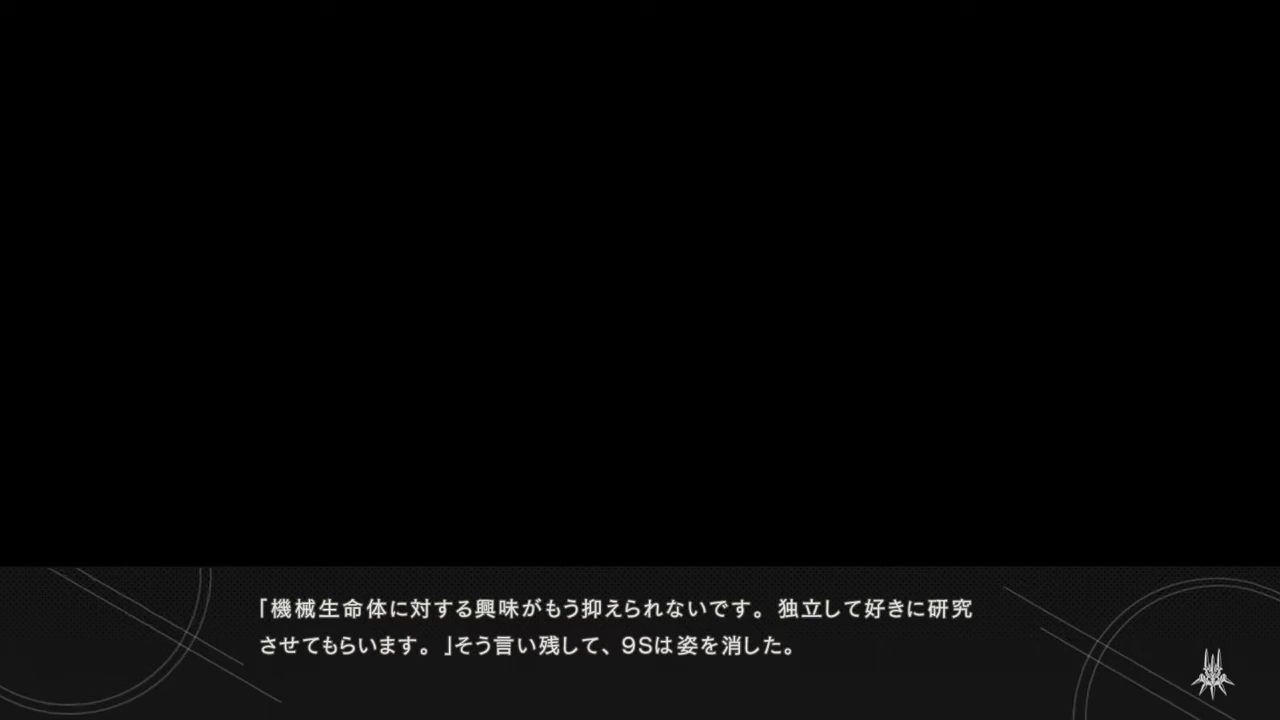 「機械生命体に対する興味がもう抑えられないです。独立して好きに研究
させてもらいます。」そう言い残して、9Sは姿を消した。